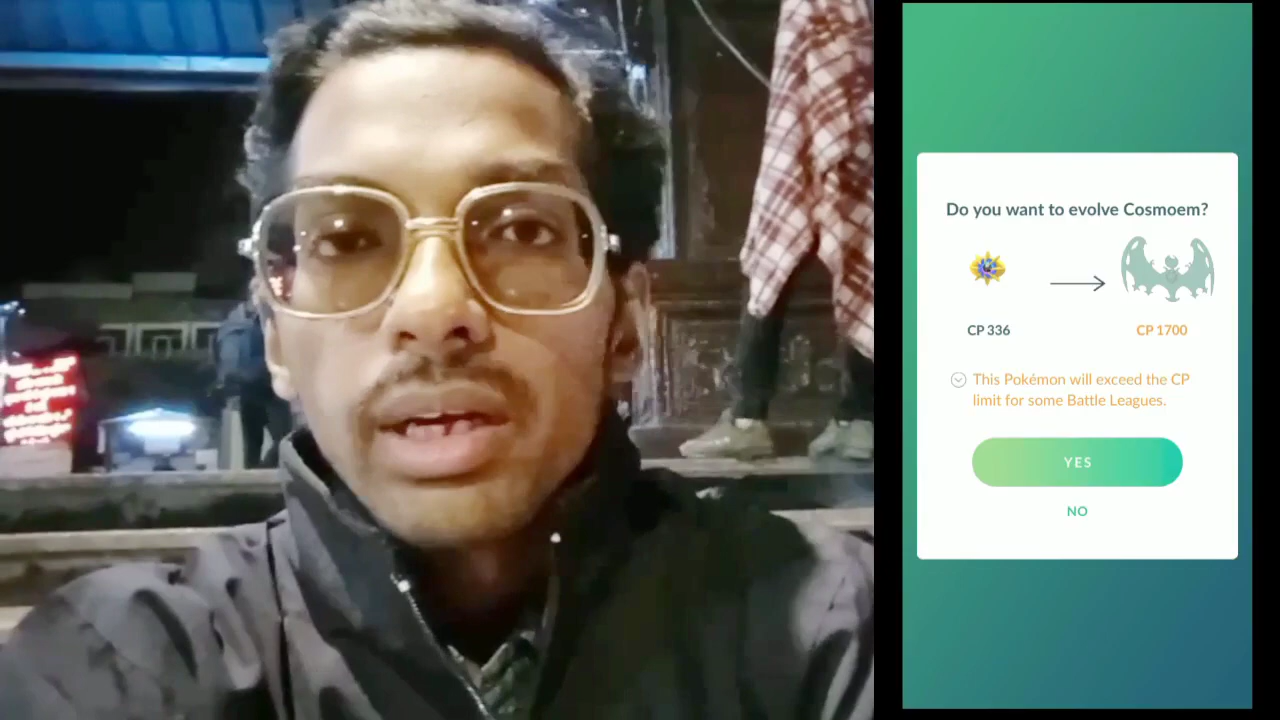 Do you want to evolve Cosmoem?
CP 336
CP 1700
This Pokémon will exceed the CP
limit for some Battle Leagues.
YES
NO